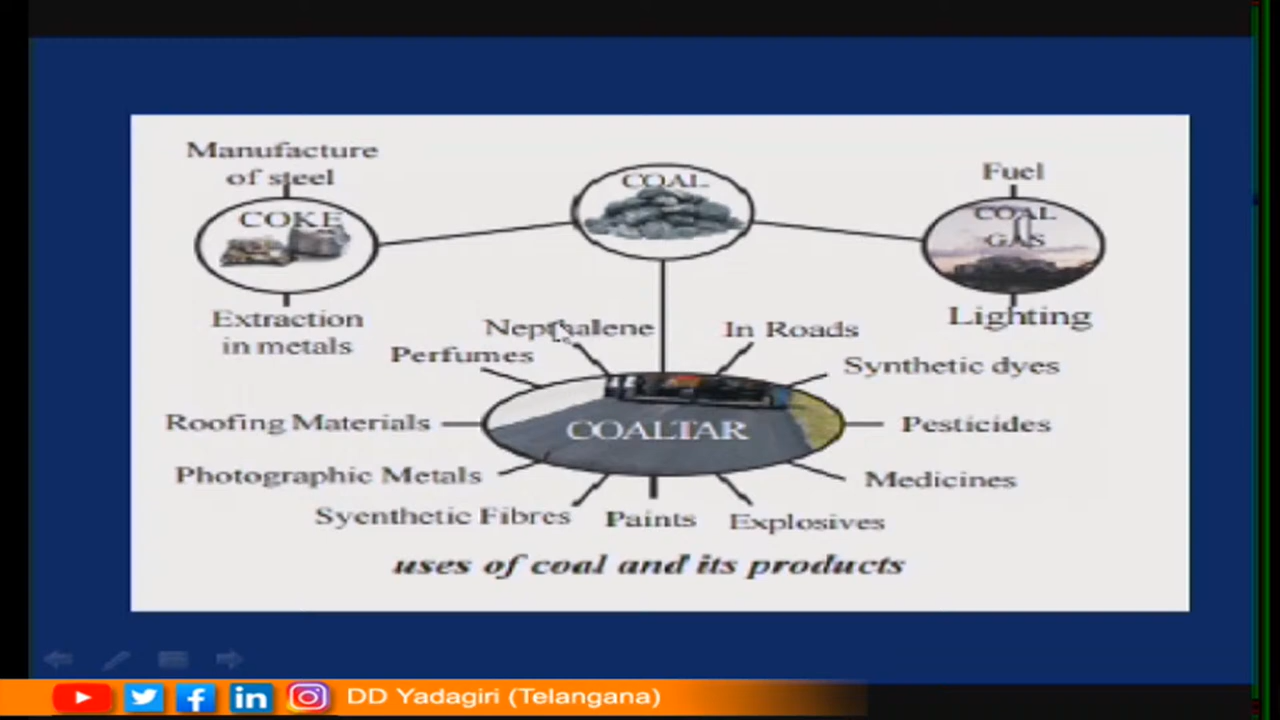 Manufacture
of steel
COKE
Extraction
in metals
COAL
Fuel
COAL
GAS
Lighting
Nepthalene
In Roads
Perfumes
Synthetic dyes
Roofing Materials
COALTAR
Pesticides
Photographic Metals
Medicines
Syenthetic Fibres
Paints
Explosives
uses of coal and its products
in
DD Yadagiri (Telangana)